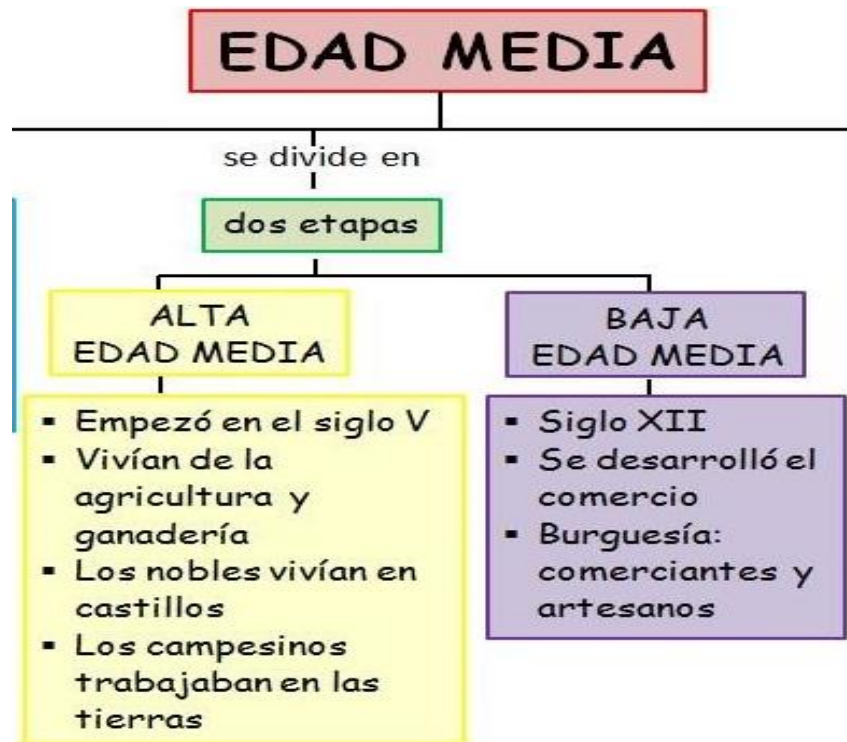 EDAD MEDIA
se divide en
dos etapas
ALTA
EDAD MEDIA
▪ Empezó en el siglo V
▪ Vivían de la
agricultura y
ganadería
▪ Los nobles vivían en
castillos
▪ Los campesinos
trabajaban en las
tierras
BAJA
EDAD MEDIA
▪ Siglo XII
▪ Se desarrolló el
comercio
▪ Burguesía:
comerciantes y
artesanos